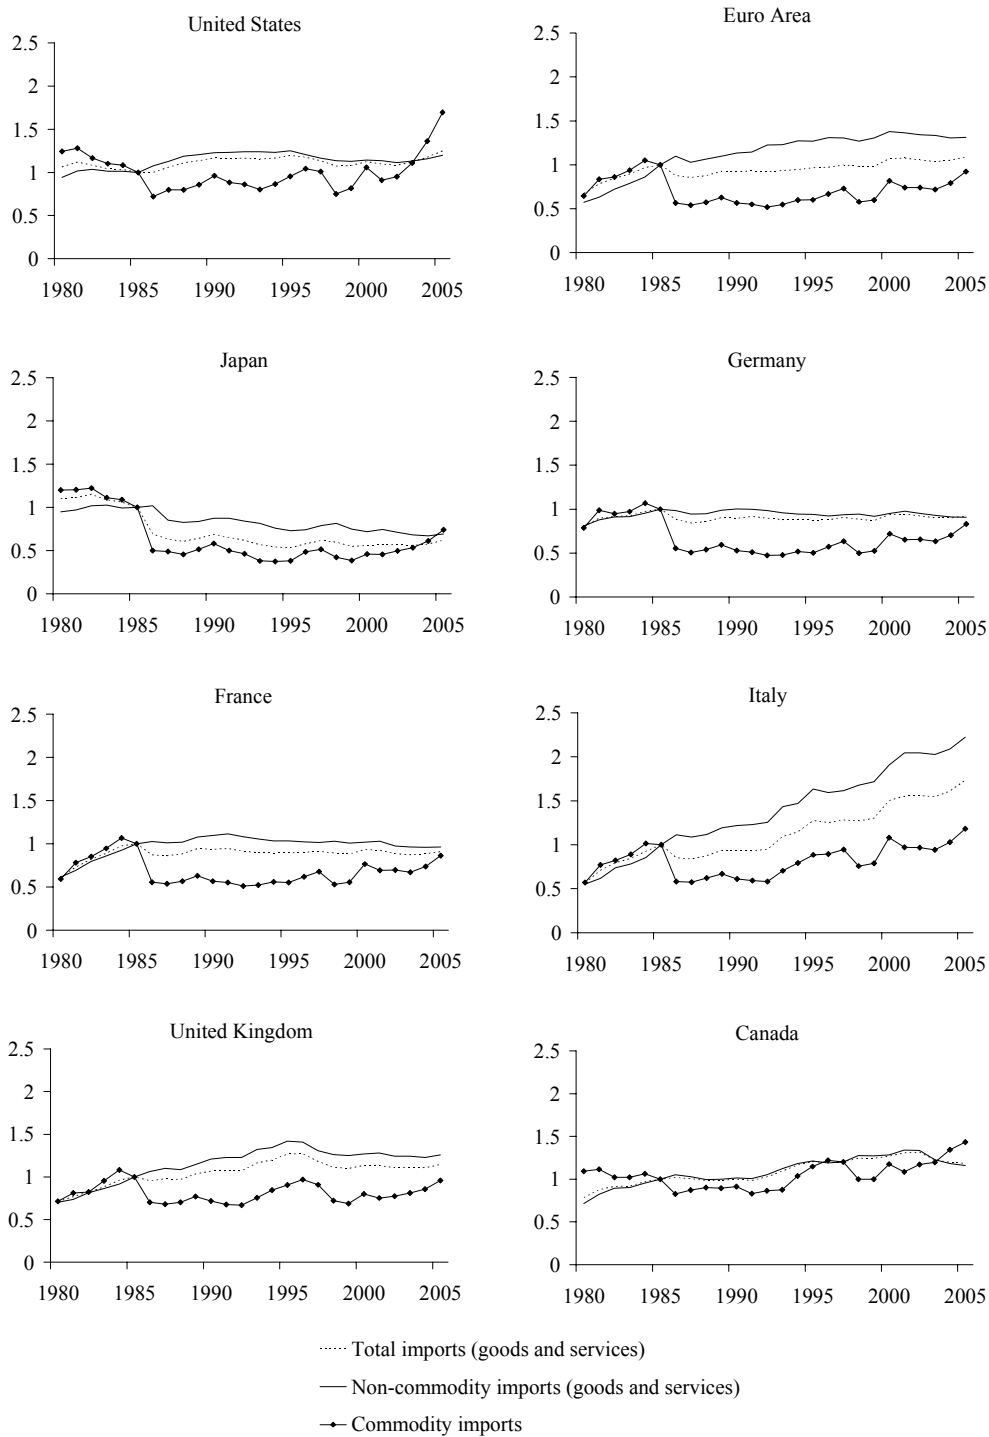 United States
2.5
2
1.5
1
0.5
0
1980 1985 1990 1995 2000 2005
Euro Area
2.5
2
1.5
1
0.5
0
1980 1985 1990 1995 2000 2005
Japan
2.5
2
1.5
1
0.5
0
1980 1985 1990 1995 2000 2005
Germany
2.5
2
1.5
1
0.5
0
1980 1985 1990 1995 2000 2005
France
2.5
2
1.5
1
0.5
0
1980 1985 1990 1995 2000 2005
Italy
2.5
2
1.5
1
0.5
0
1980 1985 1990 1995 2000 2005
United Kingdom
2.5
2
1.5
1
0.5
0
1980 1985 1990 1995 2000 2005
Canada
2.5
2
1.5
1
0.5
0
1980 1985 1990 1995 2000 2005
Total imports (goods and services)
Non-commodity imports (goods and services)
Commodity imports